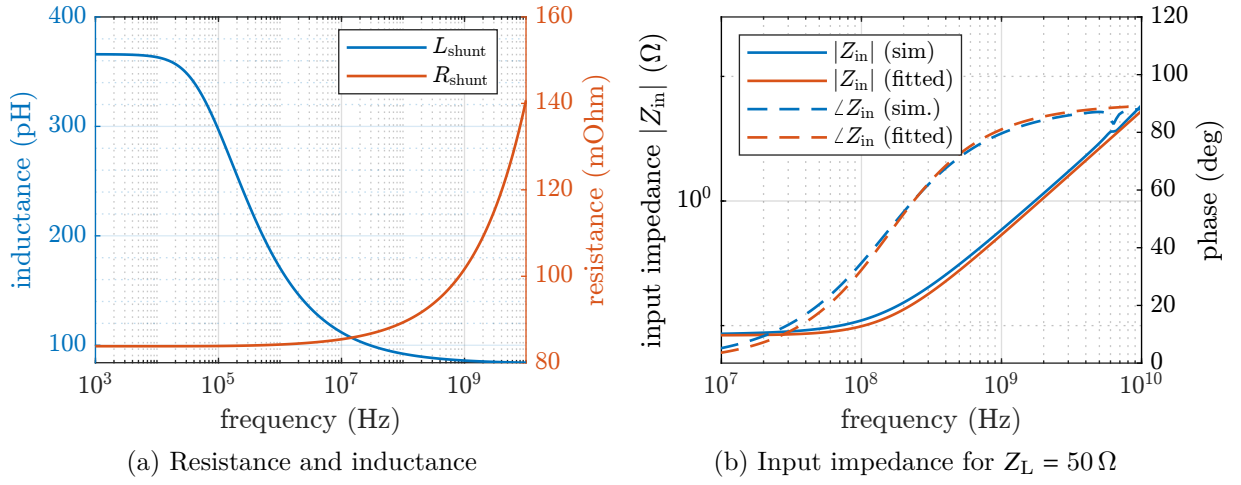 400
300
200
100
inductance (pH)
L_shunt
R_shunt
160
140
120
100
80
resistance (mOhm)
10^3
10^5
10^7
10^9
frequency (Hz)
(a) Resistance and inductance
input impedance |Z_in| (Ω)
10^0
|Z_in| (sim)
|Z_in| (fitted)
∠Z_in (sim.)
∠Z_in (fitted)
120
100
80
60
40
20
0
phase (deg)
10^7
10^8
10^9
10^10
frequency (Hz)
(b) Input impedance for Z_L = 50 Ω